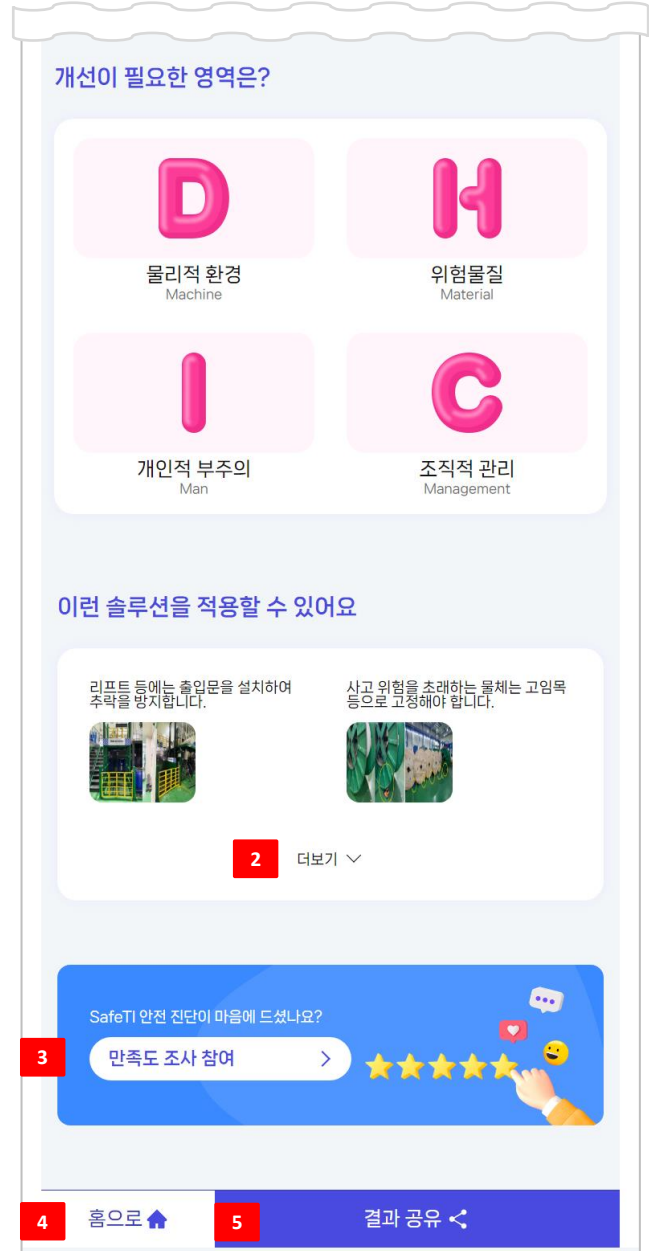 개선이 필요한 영역은?
D
H
물리적 환경
위험물질
Machine
Material
I
C
개인적 부주의
조직적 관리
Man
Management
이런 솔루션을 적용할 수 있어요
리프트 등에는 출입문을 설치하여
추락을 방지합니다.
사고 위험을 초래하는 물체는 고임목
등으로 고정해야 합니다.
2
더보기
SafeTI 안전 진단이 마음에 드셨나요?
3
만족도 조사 참여
4
홈으로
5
결과 공유